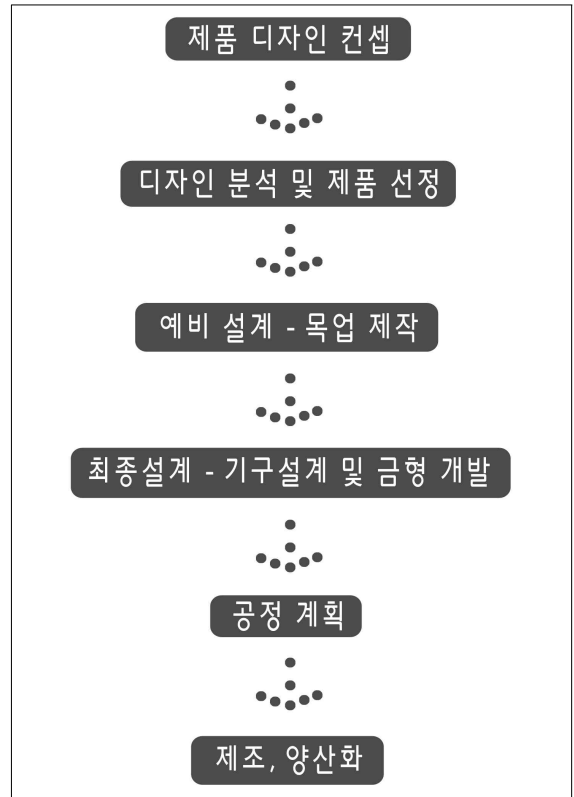 제품 디자인 컨셉
디자인 분석 및 제품 선정
예비 설계 - 목업 제작
최종설계 - 기구설계 및 금형 개발
공정 계획
제조, 양산화